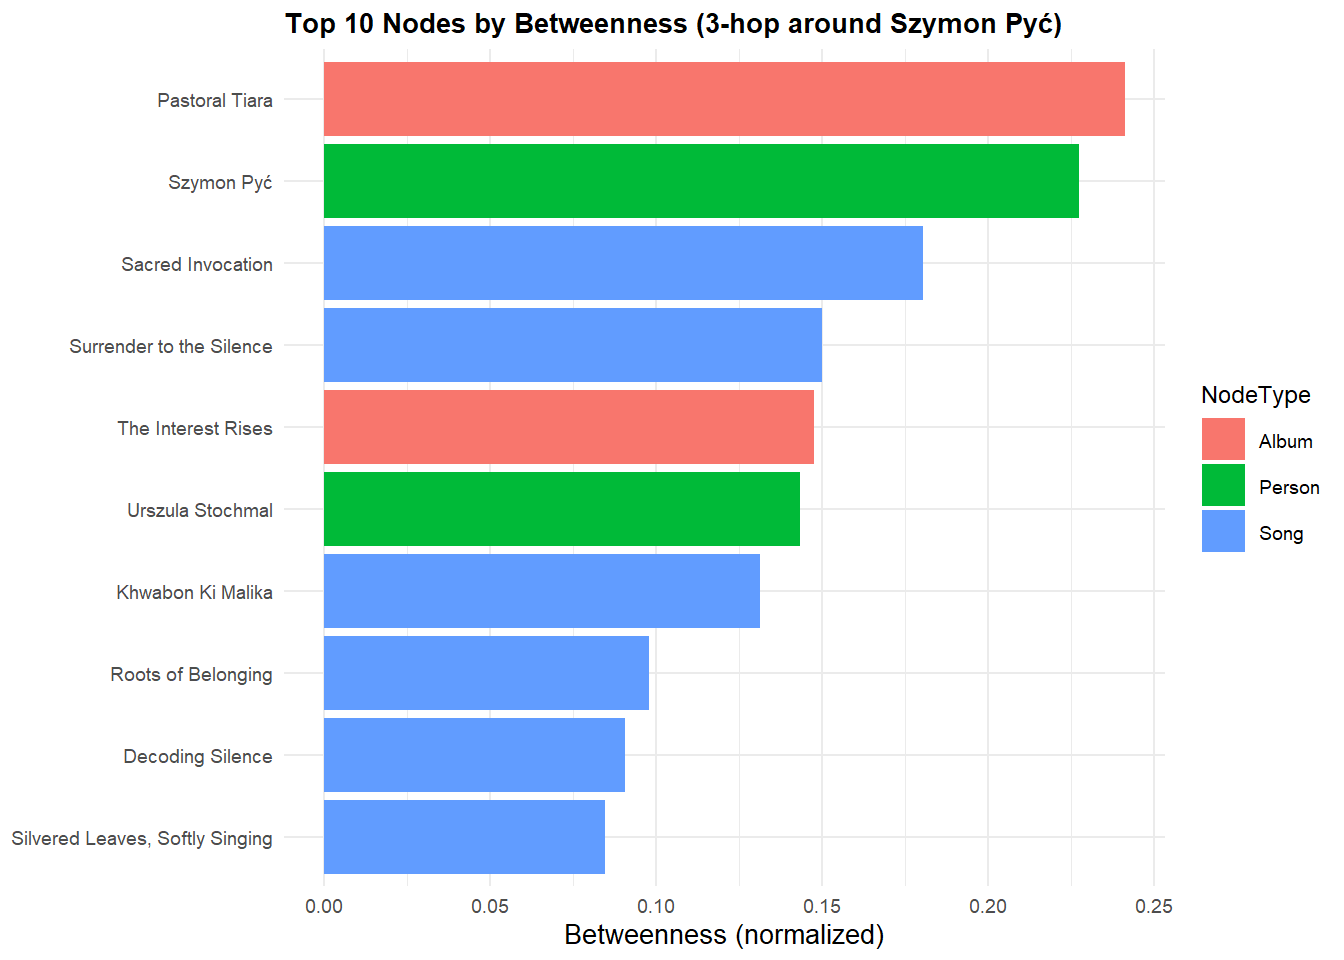 Top 10 Nodes by Betweenness (3-hop around Szymon Pyć)
Pastoral Tiara
Szymon Pyć
Sacred Invocation
Surrender to the Silence
The Interest Rises
Urszula Stochmal
Khwabon Ki Malika
Roots of Belonging
Decoding Silence
Silvered Leaves, Softly Singing
0.00 0.05 0.10 0.15 0.20 0.25
Betweenness (normalized)
NodeType
Album
Person
Song